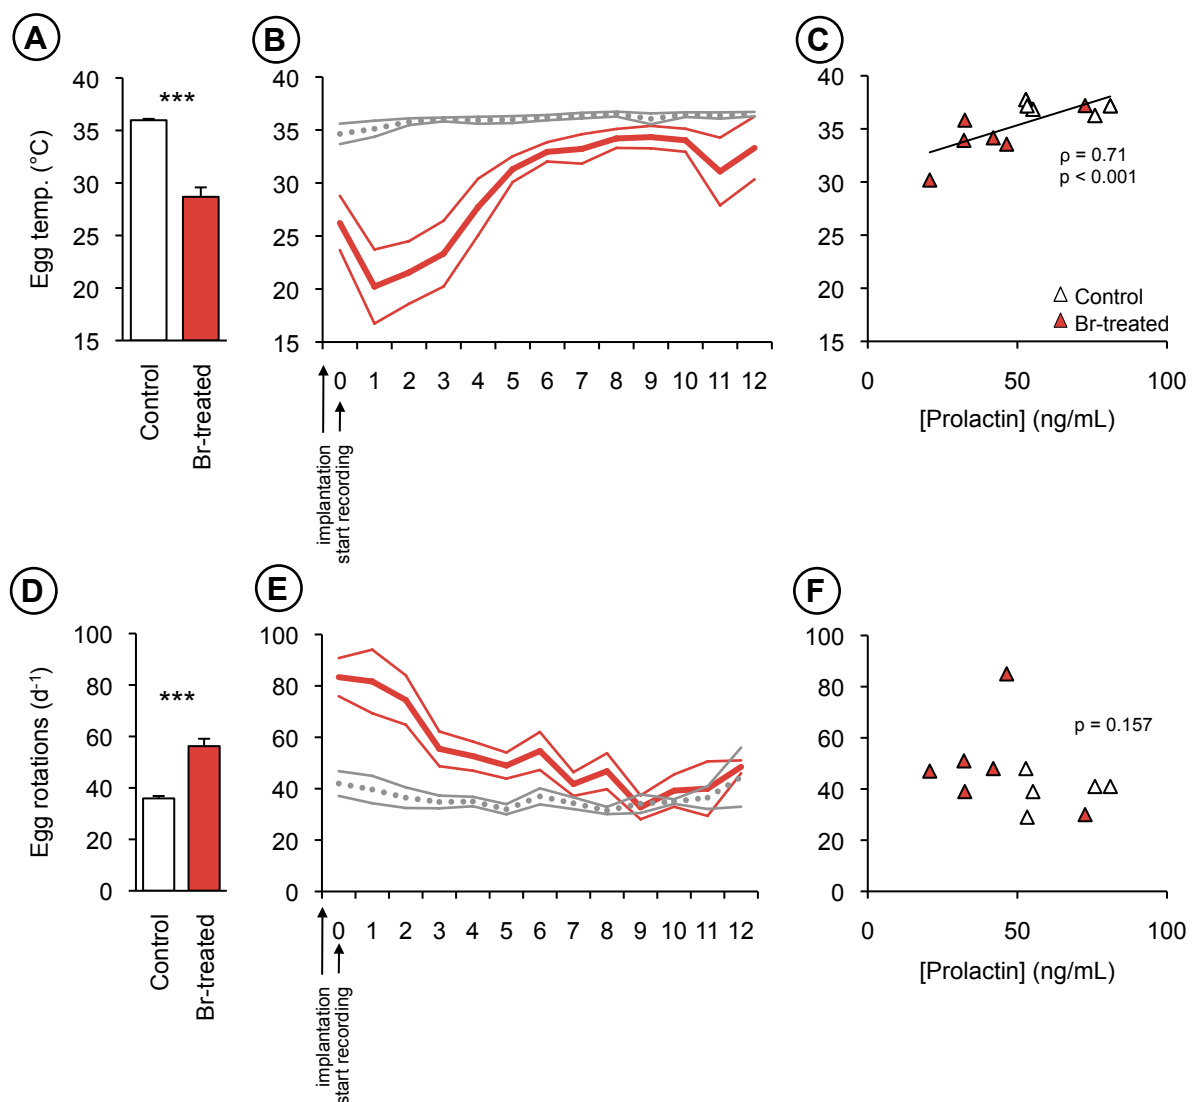 A
B
C
40
35
30
25
20
15
Egg temp. (°C)
***
Control
Br-treated
40
35
30
25
20
15
0 1 2 3 4 5 6 7 8 9 10 11 12
implantation
start recording
40
35
30
25
20
15
ρ = 0.71
p < 0.001
Control
Br-treated
0 50 100
[Prolactin] (ng/mL)
D
E
F
100
80
60
40
20
0
Egg rotations (d⁻¹)
***
Control
Br-treated
100
80
60
40
20
0
0 1 2 3 4 5 6 7 8 9 10 11 12
implantation
start recording
100
80
60
40
20
0
p = 0.157
0 50 100
[Prolactin] (ng/mL)